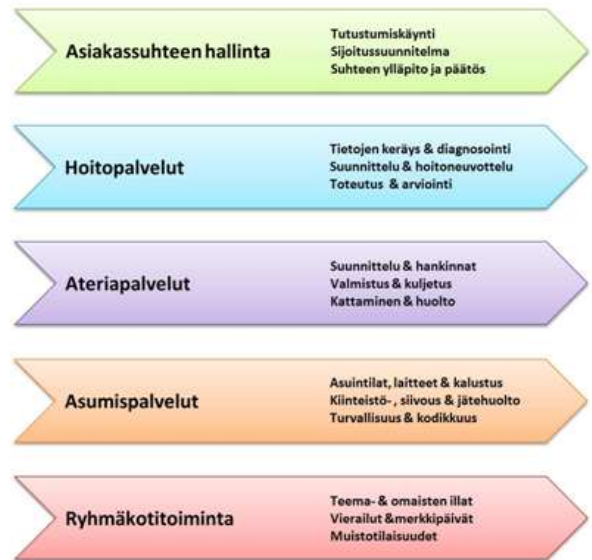 Asiakassuhteen hallinta
Tutustumiskäynti
Sijoitussuunnitelma
Suhteen ylläpito ja päätös
Hoitopalvelut
Tietojen keräys & diagnosointi
Suunnittelu & hoitoneuvottelu
Toteutus & arviointi
Ateriapalvelut
Suunnittelu & hankinnat
Valmistus & kuljetus
Kattaminen & huolto
Asumispalvelut
Asuintilat, laitteet & kalustus
Kiinteistö- , siivous & jätehuolto
Turvallisuus & kodikkuus
Ryhmäkotitoiminta
Teema- & omaisten illat
Vierailut &merkkipäivät
Muistotilaisuudet